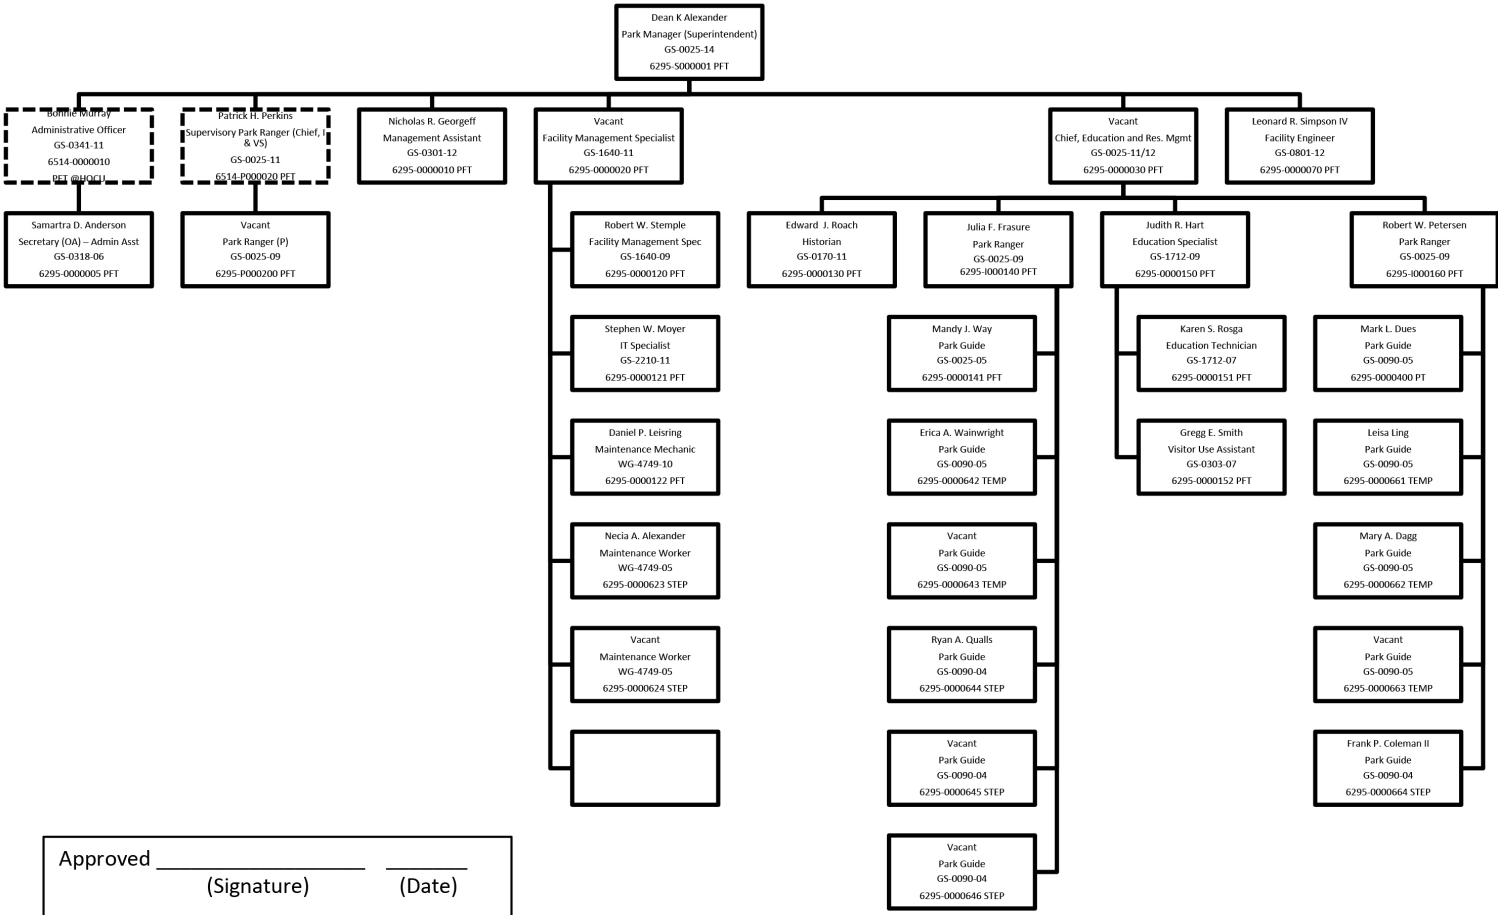 Dean K Alexander
Park Manager (Superintendent)
GS-0025-14
6295-S000001 PFT
Bonnie Murray
Administrative Officer
GS-0341-11
6514-0000010
PFT @HOCU
Patrick H. Perkins
Supervisory Park Ranger (Chief, I
& VS)
GS-0025-11
6514-P000020 PFT
Nicholas R. Georgeff
Management Assistant
GS-0301-12
6295-0000010 PFT
Vacant
Facility Management Specialist
GS-1640-11
6295-0000020 PFT
Vacant
Chief, Education and Res. Mgmt
GS-0025-11/12
6295-0000030 PFT
Leonard R. Simpson IV
Facility Engineer
GS-0801-12
6295-0000070 PFT
Samartra D. Anderson
Secretary (OA) – Admin Asst
GS-0318-06
6295-0000005 PFT
Vacant
Park Ranger (P)
GS-0025-09
6295-P000200 PFT
Robert W. Stemple
Facility Management Spec
GS-1640-09
6295-0000120 PFT
Edward J. Roach
Historian
GS-0170-11
6295-0000130 PFT
Julia F. Frasure
Park Ranger
GS-0025-09
6295-I000140 PFT
Judith R. Hart
Education Specialist
GS-1712-09
6295-0000150 PFT
Robert W. Petersen
Park Ranger
GS-0025-09
6295-I000160 PFT
Stephen W. Moyer
IT Specialist
GS-2210-11
6295-0000121 PFT
Mandy J. Way
Park Guide
GS-0025-05
6295-0000141 PFT
Karen S. Rosga
Education Technician
GS-1712-07
6295-0000151 PFT
Mark L. Dues
Park Guide
GS-0090-05
6295-0000400 PT
Daniel P. Leisring
Maintenance Mechanic
WG-4749-10
6295-0000122 PFT
Erica A. Wainwright
Park Guide
GS-0090-05
6295-0000642 TEMP
Gregg E. Smith
Visitor Use Assistant
GS-0303-07
6295-0000152 PFT
Leisa Ling
Park Guide
GS-0090-05
6295-0000661 TEMP
Necia A. Alexander
Maintenance Worker
WG-4749-05
6295-0000623 STEP
Vacant
Park Guide
GS-0090-05
6295-0000643 TEMP
Mary A. Dagg
Park Guide
GS-0090-05
6295-0000662 TEMP
Vacant
Maintenance Worker
WG-4749-05
6295-0000624 STEP
Ryan A. Qualls
Park Guide
GS-0090-04
6295-0000644 STEP
Vacant
Park Guide
GS-0090-05
6295-0000663 TEMP
Vacant
Park Guide
GS-0090-04
6295-0000645 STEP
Frank P. Coleman II
Park Guide
GS-0090-04
6295-0000664 STEP
Vacant
Park Guide
GS-0090-04
6295-0000646 STEP
Approved ____________________ ________
(Signature) (Date)